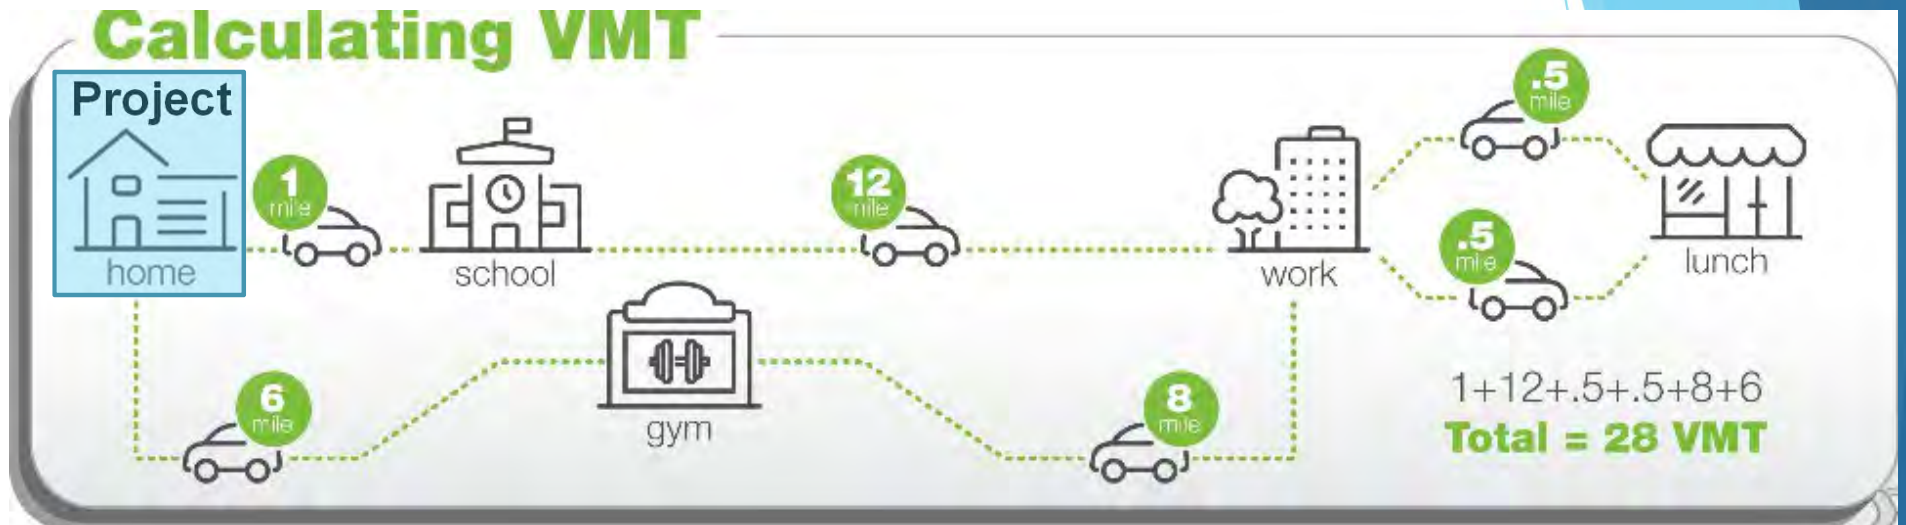 Calculating VMT
Project
home
1
mile
school
12
mile
work
.5
mile
.5
mile
lunch
gym
6
mile
8
mile
1+12+.5+.5+8+6
Total = 28 VMT